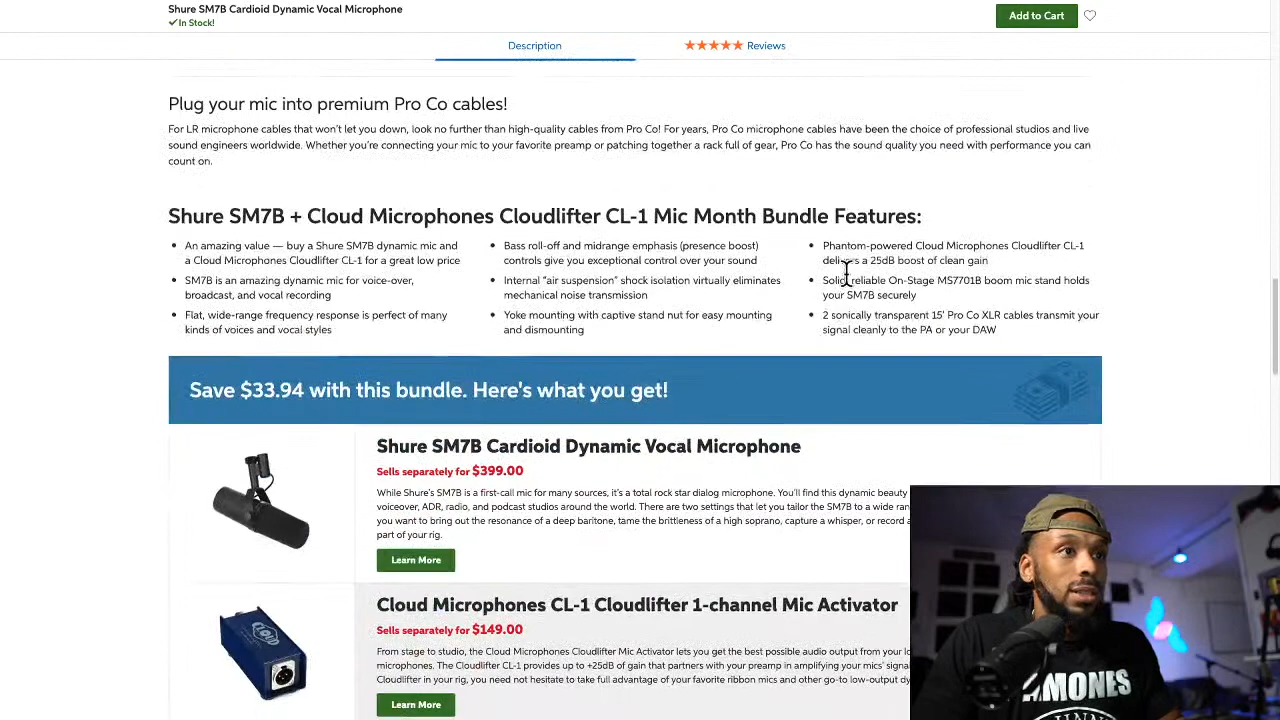 Shure SM7B Cardioid Dynamic Vocal Microphone
In Stock!
Add to Cart
Description
Reviews
Plug your mic into premium Pro Co cables!
For LR microphone cables that won't let you down, look no further than high-quality cables from Pro Co! For years, Pro Co microphone cables have been the choice of professional studios and live
sound engineers worldwide. Whether you're connecting your mic to your favorite preamp or patching together a rack full of gear, Pro Co has the sound quality you need with performance you can
count on.
Shure SM7B + Cloud Microphones Cloudlifter CL-1 Mic Month Bundle Features:
An amazing value — buy a Shure SM7B dynamic mic and
a Cloud Microphones Cloudlifter CL-1 for a great low price
SM7B is an amazing dynamic mic for voice-over,
broadcast, and vocal recording
Flat, wide-range frequency response is perfect of many
kinds of voices and vocal styles
Bass roll-off and midrange emphasis (presence boost)
controls give you exceptional control over your sound
Internal "air suspension" shock isolation virtually eliminates
mechanical noise transmission
Yoke mounting with captive stand nut for easy mounting
and dismounting
Phantom-powered Cloud Microphones Cloudlifter CL-1
delivers a 25dB boost of clean gain
Solid, reliable On-Stage MS7701B boom mic stand holds
your SM7B securely
2 sonically transparent 15' Pro Co XLR cables transmit your
signal cleanly to the PA or your DAW
Save $33.94 with this bundle. Here's what you get!
Shure SM7B Cardioid Dynamic Vocal Microphone
Sells separately for $399.00
While Shure's SM7B is a first-call mic for many sources, it's a total rock star dialog microphone. You'll find this dynamic beauty
voiceover, ADR, radio, and podcast studios around the world. There are two settings that let you tailor the SM7B to a wide ran
you want to bring out the resonance of a deep baritone, tame the brittleness of a high soprano, capture a whisper, or record a
part of your rig.
Learn More
Cloud Microphones CL-1 Cloudlifter 1-channel Mic Activator
Sells separately for $149.00
From stage to studio, the Cloud Microphones Cloudlifter Mic Activator lets you get the best possible audio output from your lo
microphones. The Cloudlifter CL-1 provides up to +25dB of gain that partners with your preamp in amplifying your mics' signal
Cloudlifter in your rig, you need not hesitate to take full advantage of your favorite ribbon mics and other go-to low-output dy
Learn More
AMONES